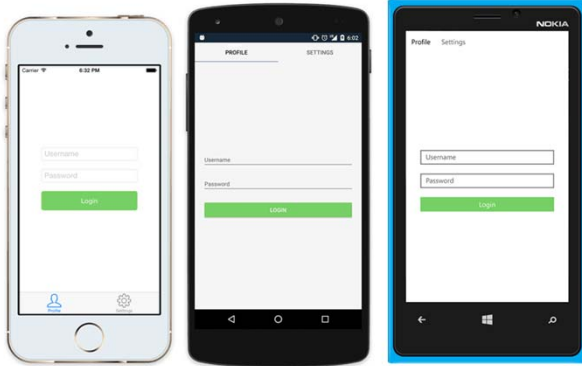 Carrier 6:32 PM
Username
Password
Login
Profile Settings
6:02
PROFILE SETTINGS
Username
Password
LOGIN
NOKIA
Profile Settings
Username
Password
Login